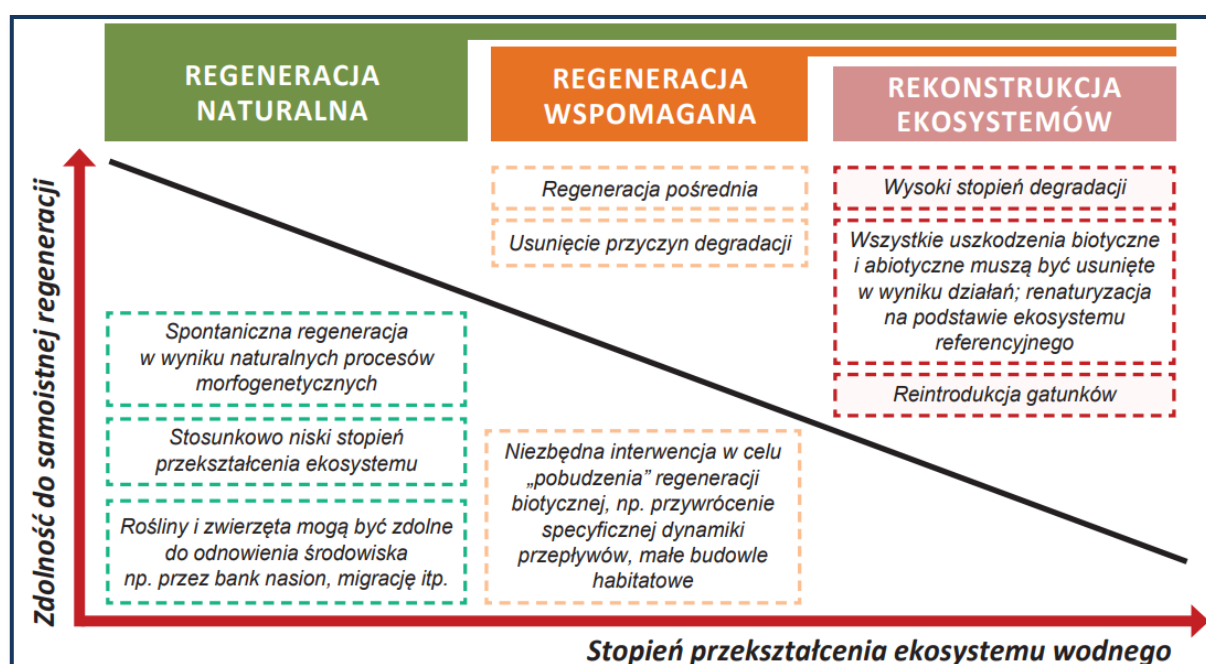 REGENERACJA
NATURALNA
REGENERACJA
WSPOMAGANA
REKONSTRUKCJA
EKOSYSTEMÓW
Zdolność do samoistnej regeneracji
Spontaniczna regeneracja
w wyniku naturalnych procesów
morfogenetycznych
Stosunkowo niski stopień
przekształcenia ekosystemu
Rośliny i zwierzęta mogą być zdolne
do odnowienia środowiska
np. przez bank nasion, migrację itp.
Regeneracja pośrednia
Usunięcie przyczyn degradacji
Niezbędna interwencja w celu
„pobudzenia” regeneracji
biotycznej, np. przywrócenie
specyficznej dynamiki
przepływów, małe budowle
habitatowe
Wysoki stopień degradacji
Wszystkie uszkodzenia biotyczne
i abiotyczne muszą być usunięte
w wyniku działań; renaturyzacja
na podstawie ekosystemu
referencyjnego
Reintrodukcja gatunków
Stopień przekształcenia ekosystemu wodnego